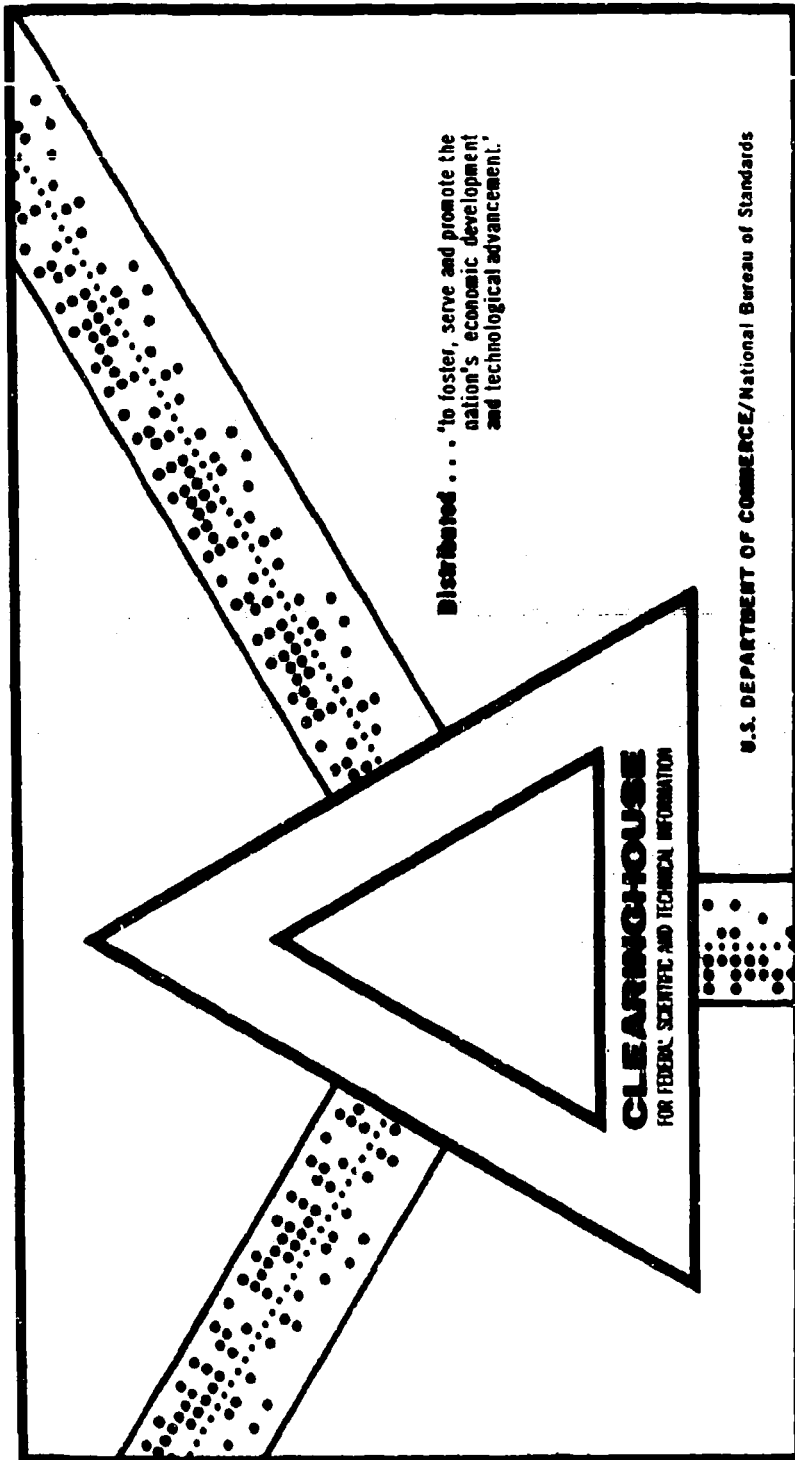 CLEARINGHOUSE
FOR FEDERAL SCIENTIFIC AND TECHNICAL INFORMATION
Distributed . . . "to foster, serve and promote the
nation's economic development
and technological advancement.'
U.S. DEPARTMENT OF COMMERCE/National Bureau of Standards